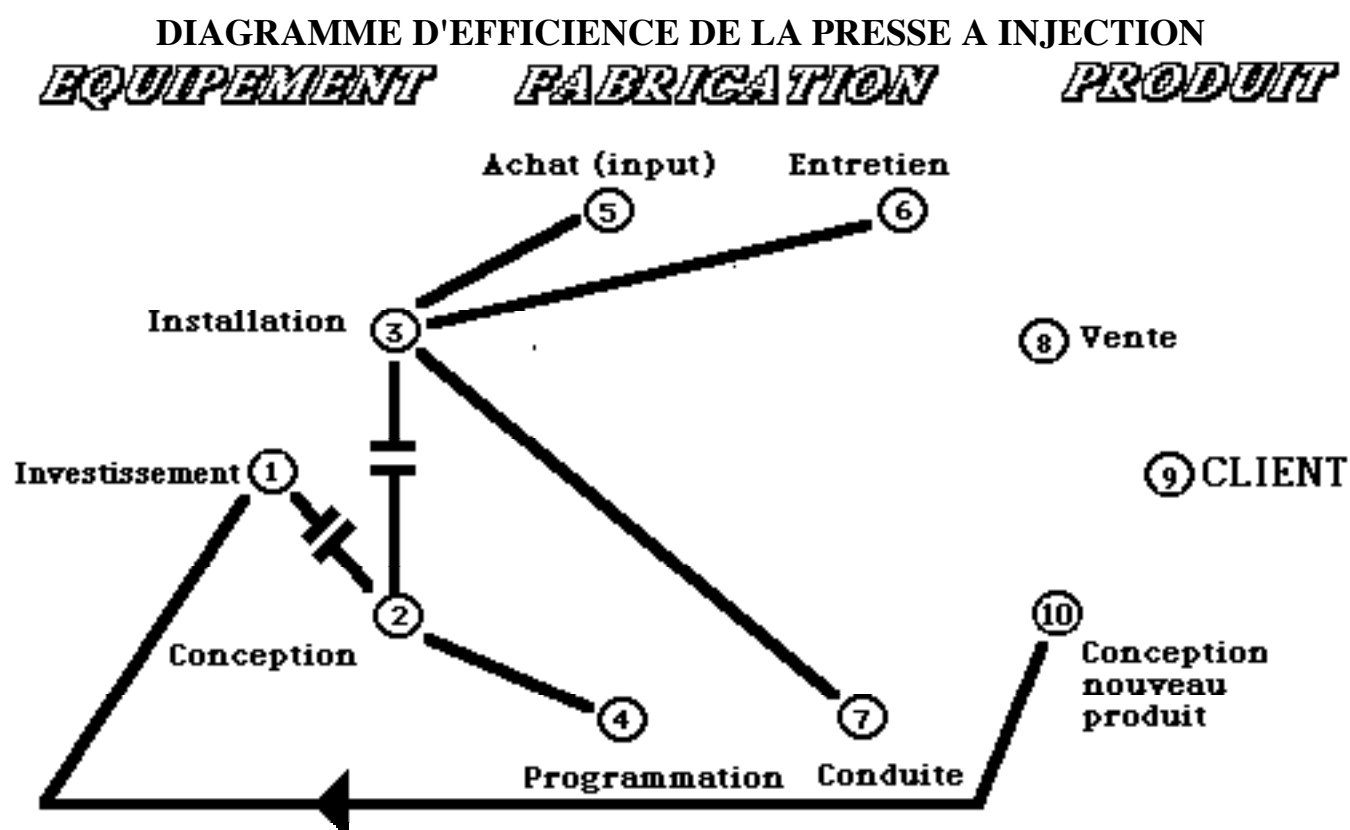 DIAGRAMME D'EFFICIENCE DE LA PRESSE A INJECTION
EQUIPEMENT FABRICATION PRODUIT
Achat (input) Entretien
5 6
Installation 3
8 Vente
Investissement 1
9 CLIENT
2
10
Conception
Conception
nouveau
produit
4 7
Programmation Conduite